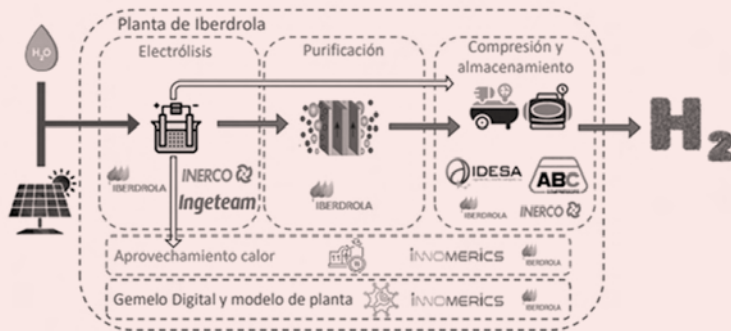 Planta de Iberdrola
H₂O
Electrólisis
Purificación
Compresión y
almacenamiento
H₂
IBERDROLA
INERCO
Ingeteam
IBERDROLA
IDESA
ABC
IBERDROLA
INERCO
Aprovechamiento calor
INNOMERICS
IBERDROLA
Gemelo Digital y modelo de planta
INNOMERICS
IBERDROLA